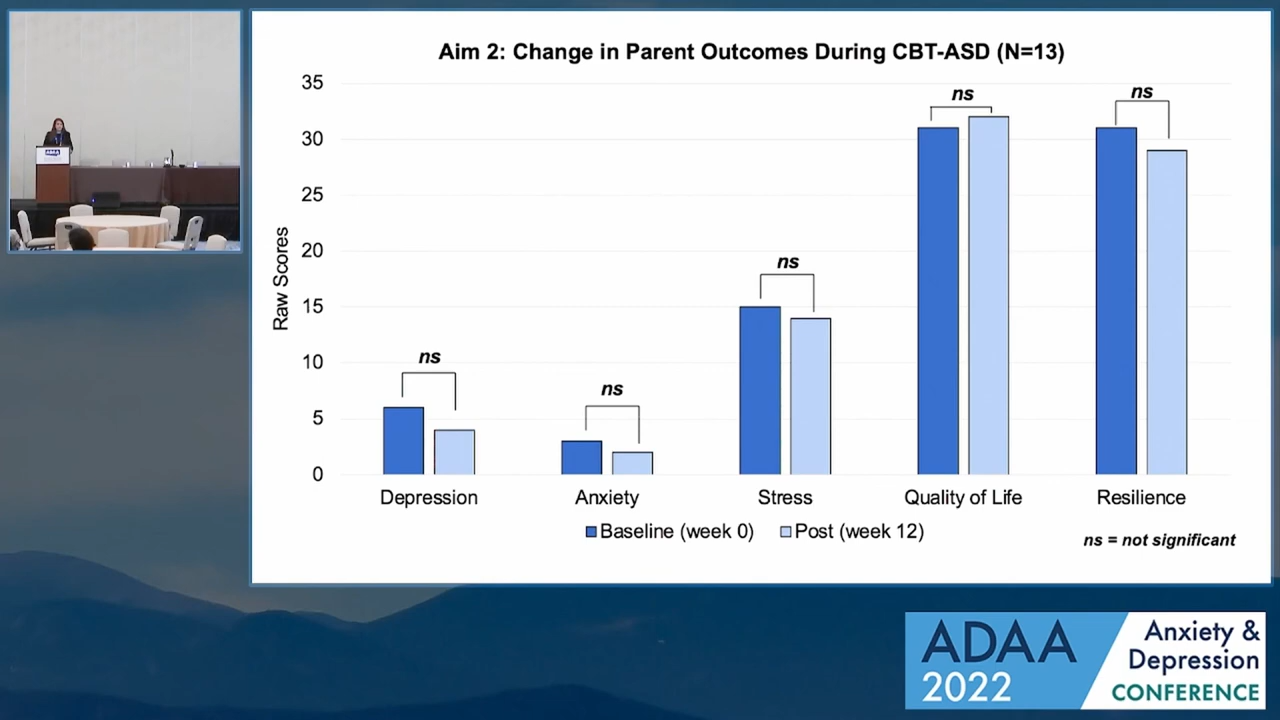 Aim 2: Change in Parent Outcomes During CBT-ASD (N=13)
35
30
25
20
15
10
5
0
Raw Scores
ns
ns
ns
ns
ns
Depression
Anxiety
Stress
Quality of Life
Resilience
Baseline (week 0)
Post (week 12)
ns = not significant
ADAA
2022
Anxiety &
Depression
CONFERENCE